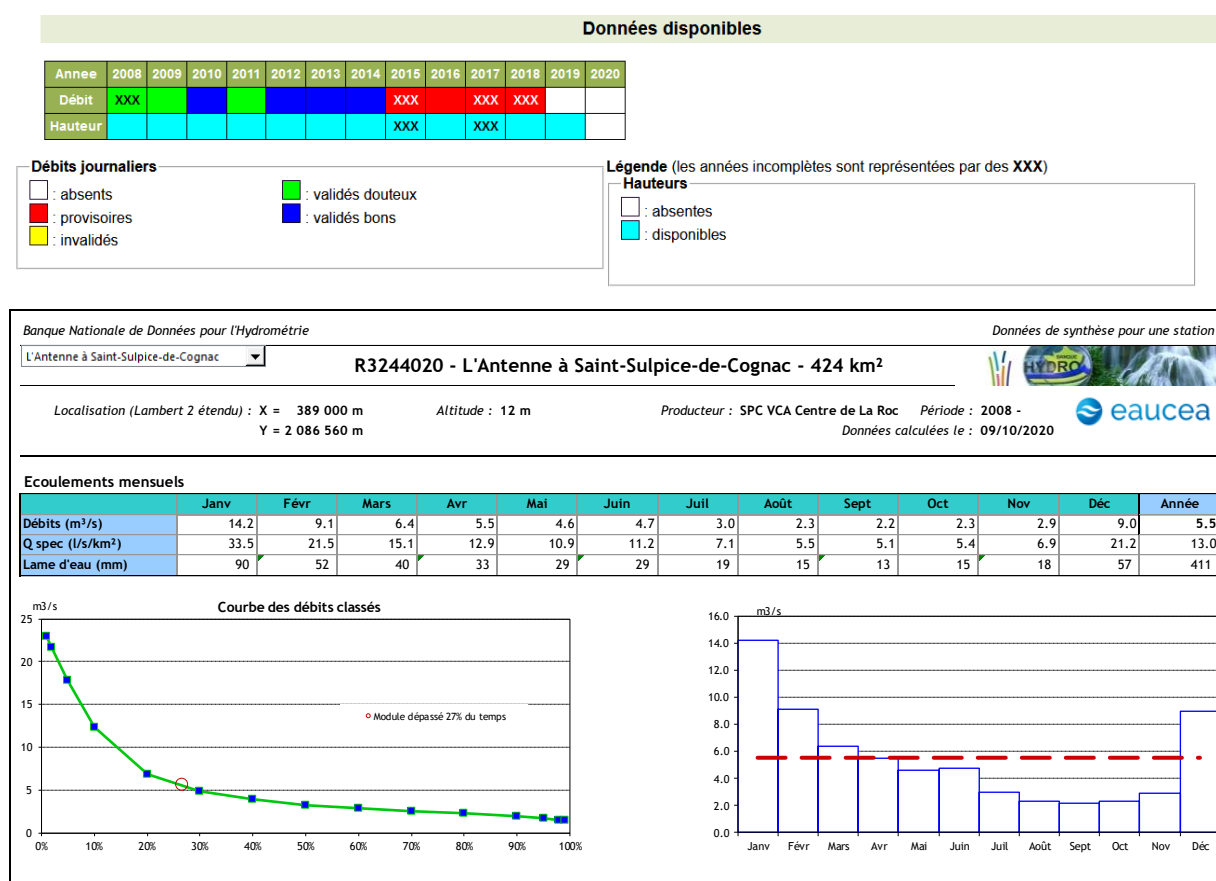 Données disponibles
Annee 2008 2009 2010 2011 2012 2013 2014 2015 2016 2017 2018 2019 2020
Débit XXX XXX XXX XXX
Hauteur XXX XXX
Débits journaliers
: absents
: provisoires
: invalidés
: validés douteux
: validés bons
Légende (les années incomplètes sont représentées par des XXX)
Hauteurs
: absentes
: disponibles
Banque Nationale de Données pour l'Hydrométrie
Données de synthèse pour une station
L'Antenne à Saint-Sulpice-de-Cognac
R3244020 - L'Antenne à Saint-Sulpice-de-Cognac - 424 km²
BANQUE
HYDRO
Localisation (Lambert 2 étendu) : X = 389 000 m Altitude : 12 m Producteur : SPC VCA Centre de La Roc Période : 2008 -
Y = 2 086 560 m Données calculées le : 09/10/2020
eaucea
Ecoulements mensuels
Janv Févr Mars Avr Mai Juin Juil Août Sept Oct Nov Déc Année
Débits (m³/s) 14.2 9.1 6.4 5.5 4.6 4.7 3.0 2.3 2.2 2.3 2.9 9.0 5.5
Q spec (l/s/km²) 33.5 21.5 15.1 12.9 10.9 11.2 7.1 5.5 5.1 5.4 6.9 21.2 13.0
Lame d'eau (mm) 90 52 40 33 29 29 19 15 13 15 18 57 411
m3/s
Courbe des débits classés
25
20
15
10
5
0
Module dépassé 27% du temps
0% 10% 20% 30% 40% 50% 60% 70% 80% 90% 100%
m3/s
16.0
14.0
12.0
10.0
8.0
6.0
4.0
2.0
0.0
Janv Févr Mars Avr Mai Juin Juil Août Sept Oct Nov Déc